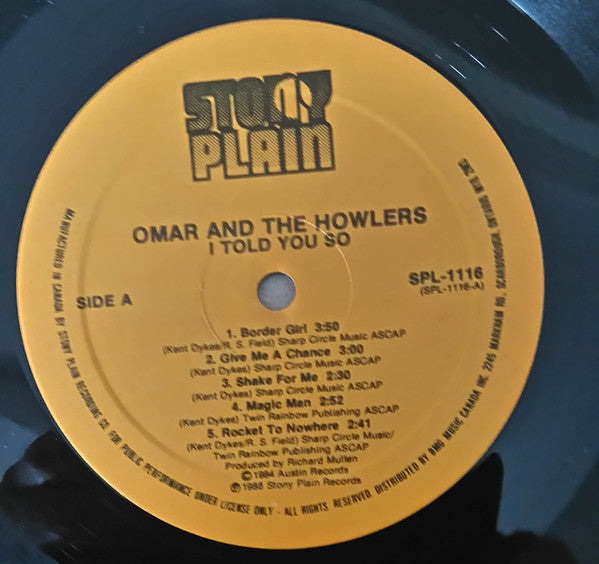 STONY
PLAIN
OMAR AND THE HOWLERS
I TOLD YOU SO
SIDE A
SPL-1116
(SPL-1116-A)
1. Border Girl 3:50
(Kent Dykes/R. S. Field) Sharp Circle Music ASCAP
2. Give Me A Chance 3:00
(Kent Dykes) Sharp Circle Music ASCAP
3. Shake For Me 2:30
(Kent Dykes) Sharp Circle Music ASCAP
4. Magic Man 2:52
(Kent Dykes) Twin Rainbow Publishing ASCAP
5. Rocket To Nowhere 2:41
(Kent Dykes/R. S. Field) Sharp Circle Music/
Twin Rainbow Publishing ASCAP
Produced by Richard Mullen
Ⓟ1984 Austin Records
©1988 Stony Plain Records
MANUFACTURED IN CANADA BY STONY PLAIN RECORDING CO. FOR PUBLIC PERFORMANCE UNDER LICENSE ONLY - ALL RIGHTS RESERVED. DISTRIBUTED BY BMG MUSIC CANADA INC. 2245 MARKHAM RD., SCARBOROUGH, ONTARIO